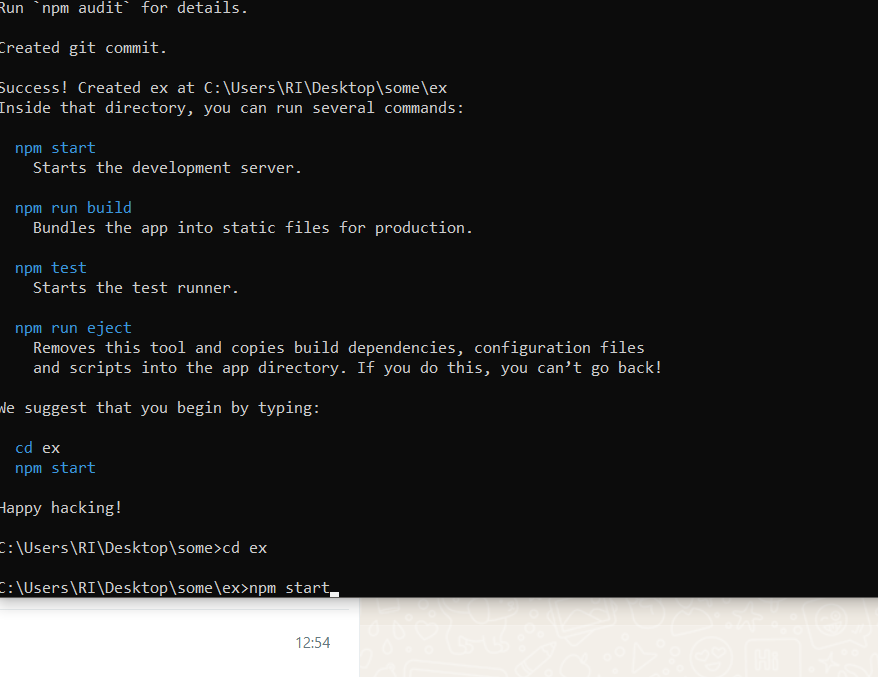 Run `npm audit` for details.
Created git commit.
Success! Created ex at C:\Users\RI\Desktop\some\ex
Inside that directory, you can run several commands:
npm start
Starts the development server.
npm run build
Bundles the app into static files for production.
npm test
Starts the test runner.
npm run eject
Removes this tool and copies build dependencies, configuration files
and scripts into the app directory. If you do this, you can’t go back!
We suggest that you begin by typing:
cd ex
npm start
Happy hacking!
C:\Users\RI\Desktop\some>cd ex
C:\Users\RI\Desktop\some\ex>npm start
12:54